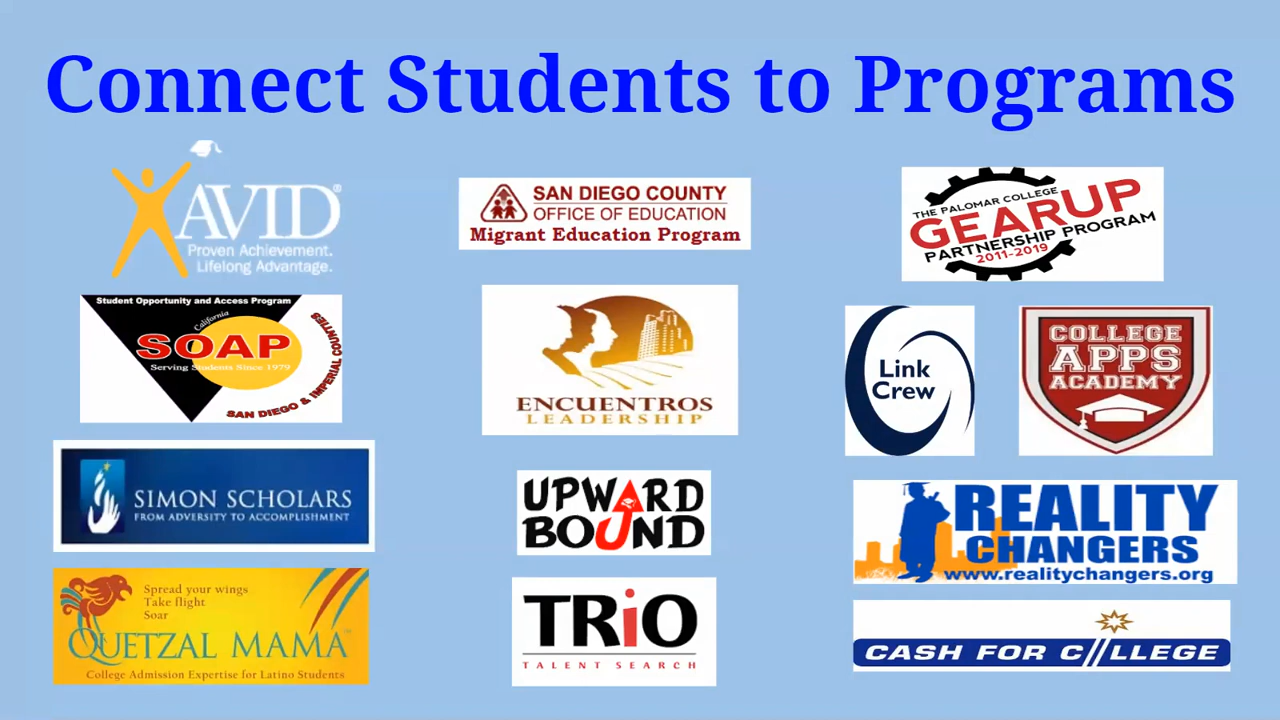 Connect Students to Programs
AVID®
Proven Achievement.
Lifelong Advantage.
SAN DIEGO COUNTY
OFFICE OF EDUCATION
Migrant Education Program
THE PALOMAR COLLEGE
GEARUP
PARTNERSHIP PROGRAM
2011-2019
Student Opportunity and Access Program
California
SOAP
Serving Students Since 1979
SAN DIEGO & IMPERIAL COUNTIES
ENCUENTROS
LEADERSHIP
Link
Crew
COLLEGE
APPS
ACADEMY
SIMON SCHOLARS
FROM ADVERSITY TO ACCOMPLISHMENT
UPWARD
BOUND
REALITY
CHANGERS
www.realitychangers.org
Spread your wings
Take flight
Soar
QUETZAL MAMA™
College Admission Expertise for Latino Students
TRiO
TALENT SEARCH
CASH FOR C//LLEGE